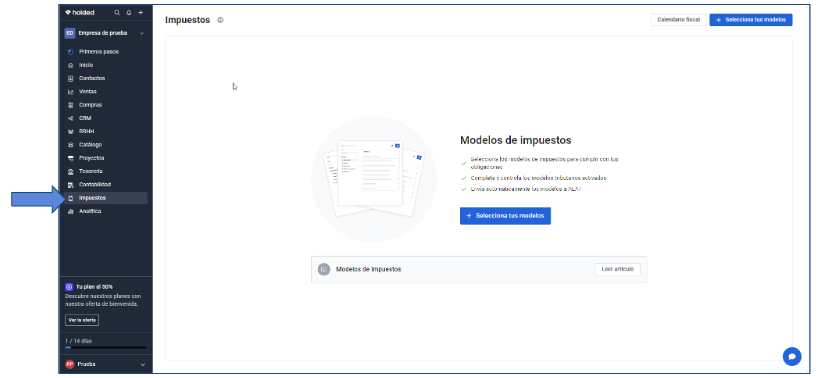 holded
Empresa de prueba
Primeros pasos
Inicio
Contactos
Ventas
Compras
CRM
RRHH
Catálogo
Proyectos
Tesorería
Contabilidad
Impuestos
Analítica
Tu plan al 50%
Descubre nuestros planes con
nuestra oferta de bienvenida.
Ver la oferta
1 / 14 días
PP Prueba
Impuestos
Calendario fiscal
+ Selecciona tus modelos
Modelos de impuestos
Selecciona los modelos de impuestos para cumplir con tus
obligaciones
Completa y controla los modelos tributarios activados
Envía automáticamente los modelos a AEAT
+ Selecciona tus modelos
Modelos de impuestos
Leer artículo